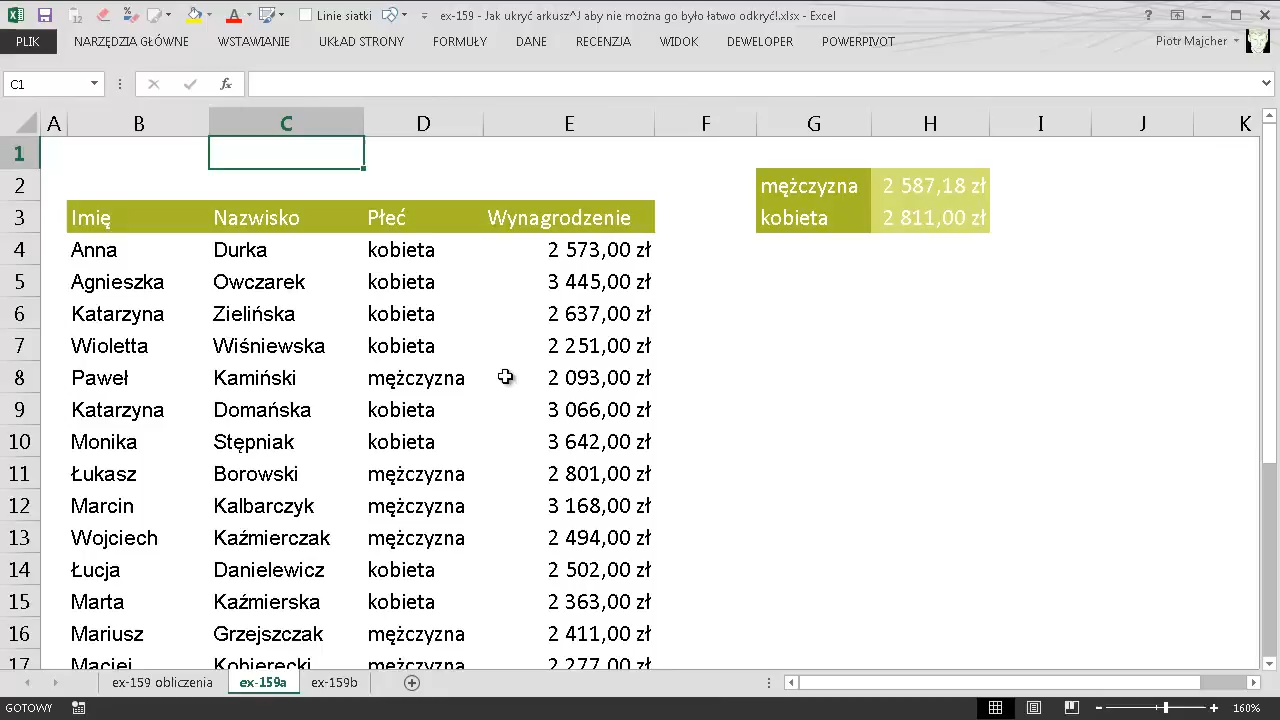 ex-159 - Jak ukryć arkusz^J aby nie można go było łatwo odkryć!.xlsx - Excel
Linie siatki
PLIK NARZĘDZIA GŁÓWNE WSTAWIANIE UKŁAD STRONY FORMUŁY DANE RECENZJA WIDOK DEWELOPER POWERPIVOT Piotr Majcher
C1 fx
A B C D E F G H I J K
1
2 mężczyzna 2 587,18 zł
3 Imię Nazwisko Płeć Wynagrodzenie kobieta 2 811,00 zł
4 Anna Durka kobieta 2 573,00 zł
5 Agnieszka Owczarek kobieta 3 445,00 zł
6 Katarzyna Zielińska kobieta 2 637,00 zł
7 Wioletta Wiśniewska kobieta 2 251,00 zł
8 Paweł Kamiński mężczyzna 2 093,00 zł
9 Katarzyna Domańska kobieta 3 066,00 zł
10 Monika Stępniak kobieta 3 642,00 zł
11 Łukasz Borowski mężczyzna 2 801,00 zł
12 Marcin Kalbarczyk mężczyzna 3 168,00 zł
13 Wojciech Kaźmierczak mężczyzna 2 494,00 zł
14 Łucja Danielewicz kobieta 2 502,00 zł
15 Marta Kaźmierska kobieta 2 363,00 zł
16 Mariusz Grzejszczak mężczyzna 2 411,00 zł
17 Maciej Kobierecki mężczyzna 2 277,00 zł
ex-159 obliczenia ex-159a ex-159b
GOTOWY 160%